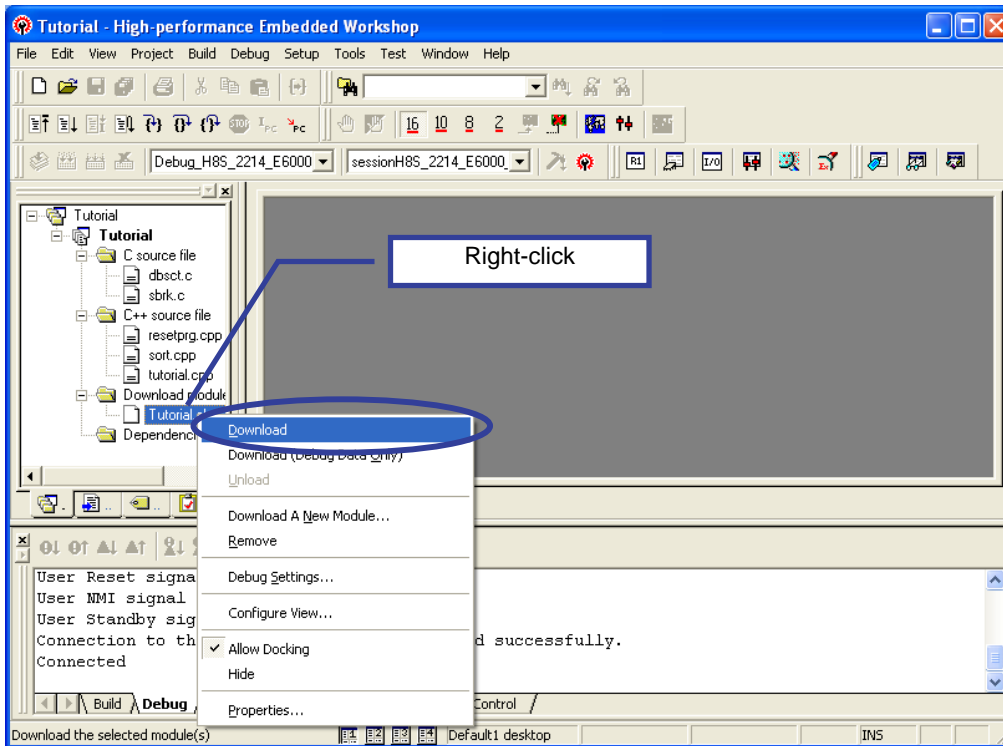 Tutorial - High-performance Embedded Workshop
File Edit View Project Build Debug Setup Tools Test Window Help
16 10 8 2
Debug_H8S_2214_E6000 sessionH8S_2214_E6000_ R1 I/O
Tutorial
Tutorial
C source file
dbsct.c
sbrk.c
C++ source file
resetprg.cpp
sort.cpp
tutorial.cpp
Download module
Tutorial
Dependenci
Right-click
Download
Download (Debug Data Only)
Unload
Download A New Module...
Remove
Debug Settings...
Configure View...
Allow Docking
Hide
Properties...
User Reset signa
User NMI signal
User Standby sig
Connection to th d successfully.
Connected
Build Debug Control
Download the selected module(s) Default1 desktop INS